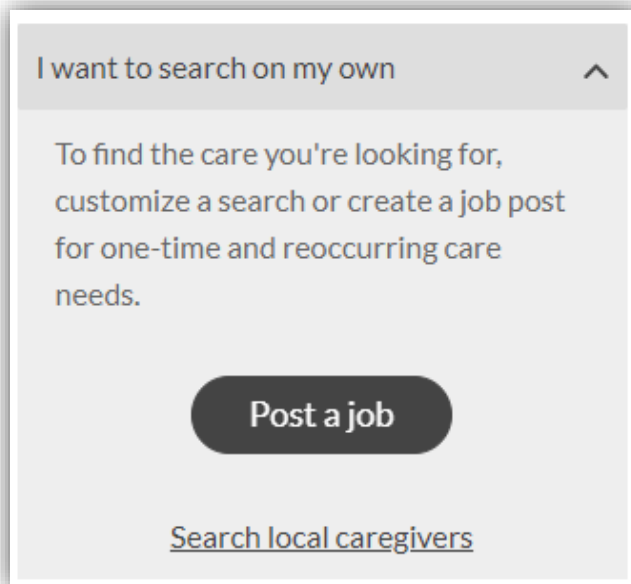 I want to search on my own
To find the care you're looking for,
customize a search or create a job post
for one-time and reoccurring care
needs.
Post a job
Search local caregivers